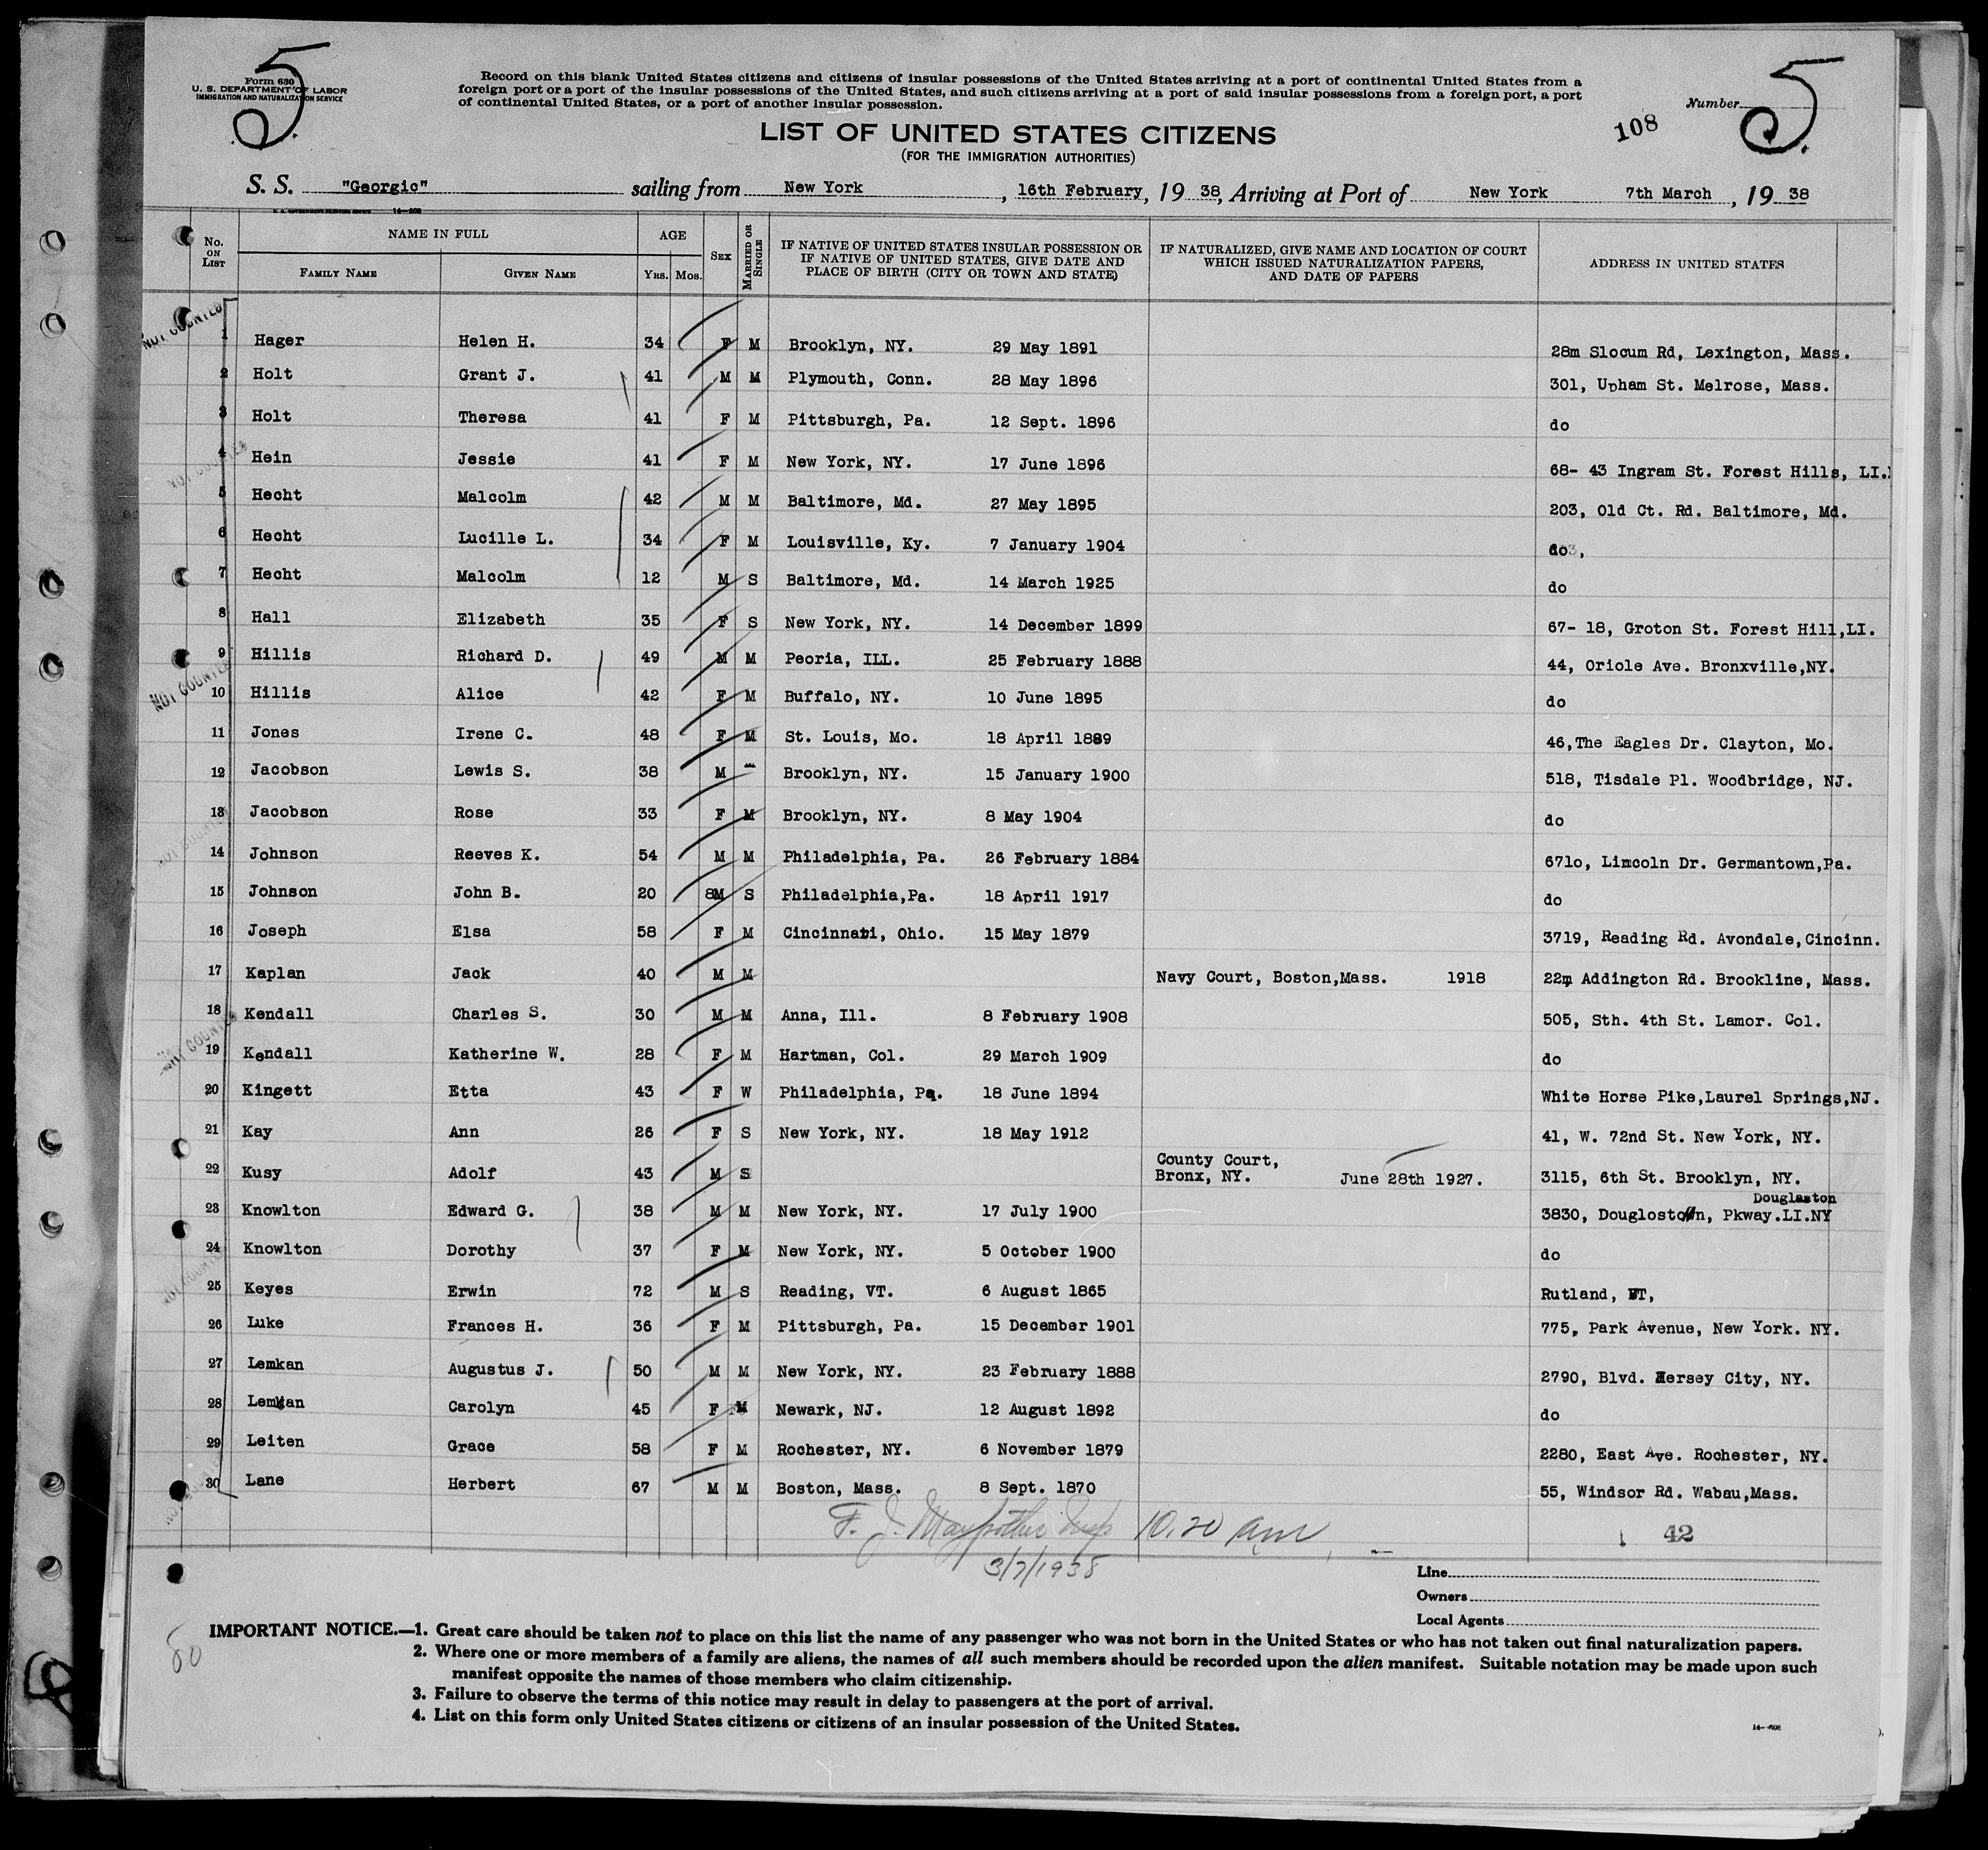 5
Form 630
U. S. DEPARTMENT OF LABOR
IMMIGRATION AND NATURALIZATION SERVICE
Record on this blank United States citizens and citizens of insular possessions of the United States arriving at a port of continental United States from a
foreign port or a port of the insular possessions of the United States, and such citizens arriving at a port of said insular possessions from a foreign port, a port
of continental United States, or a port of another insular possession.
Number 5
108
LIST OF UNITED STATES CITIZENS
(FOR THE IMMIGRATION AUTHORITIES)
S. S. "Georgic" sailing from New York, 16th February, 1938, Arriving at Port of New York 7th March, 1938
No. ON LIST NAME IN FULL FAMILY NAME GIVEN NAME AGE YRS. MOS. SEX MARRIED OR SINGLE IF NATIVE OF UNITED STATES INSULAR POSSESSION OR IF NATIVE OF UNITED STATES, GIVE DATE AND PLACE OF BIRTH (CITY OR TOWN AND STATE) IF NATURALIZED, GIVE NAME AND LOCATION OF COURT WHICH ISSUED NATURALIZATION PAPERS, AND DATE OF PAPERS ADDRESS IN UNITED STATES
NOT COUNTED
1 Hager Helen H. 34 F M Brooklyn, NY. 29 May 1891 28m Slocum Rd, Lexington, Mass.
2 Holt Grant J. 41 M M Plymouth, Conn. 28 May 1896 301, Upham St. Melrose, Mass.
3 Holt Theresa 41 F M Pittsburgh, Pa. 12 Sept. 1896 do
4 Hein Jessie 41 F M New York, NY. 17 June 1896 68- 43 Ingram St. Forest Hills, LI.
5 Hecht Malcolm 42 M M Baltimore, Md. 27 May 1895 203, Old Ct. Rd. Baltimore, Md.
6 Hecht Lucille L. 34 F M Louisville, Ky. 7 January 1904 do,
7 Hecht Malcolm 12 M S Baltimore, Md. 14 March 1925 do
8 Hall Elizabeth 35 F S New York, NY. 14 December 1899 67- 18, Groton St. Forest Hill,LI.
9 Hillis Richard D. 49 M M Peoria, ILL. 25 February 1888 44, Oriole Ave. Bronxville,NY.
NOT COUNTED
10 Hillis Alice 42 F M Buffalo, NY. 10 June 1895 do
11 Jones Irene C. 48 F M St. Louis, Mo. 18 April 1889 46,The Eagles Dr. Clayton, Mo.
12 Jacobson Lewis S. 38 M Brooklyn, NY. 15 January 1900 518, Tisdale Pl. Woodbridge, NJ.
13 Jacobson Rose 33 F M Brooklyn, NY. 8 May 1904 do
14 Johnson Reeves K. 54 M M Philadelphia, Pa. 26 February 1884 671o, Lincoln Dr. Germantown,Pa.
15 Johnson John B. 20 8 M S Philadelphia,Pa. 18 April 1917 do
16 Joseph Elsa 58 F M Cincinnati, Ohio. 15 May 1879 3719, Reading Rd. Avondale,Cincinn.
17 Kaplan Jack 40 M M Navy Court, Boston,Mass. 1918 22m Addington Rd. Brookline, Mass.
18 Kendall Charles S. 30 M M Anna, Ill. 8 February 1908 505, Sth. 4th St. Lamor. Col.
NOT COUNTED
19 Kendall Katherine W. 28 F M Hartman, Col. 29 March 1909 do
20 Kingett Etta 43 F W Philadelphia, Pa. 18 June 1894 White Horse Pike,Laurel Springs,NJ.
21 Kay Ann 26 F S New York, NY. 18 May 1912 41, W. 72nd St. New York, NY.
22 Kusy Adolf 43 M S County Court, Bronx, NY. June 28th 1927. 3115, 6th St. Brooklyn, NY.
Douglaston
23 Knowlton Edward G. 38 M M New York, NY. 17 July 1900 3830, Douglostown, Pkway.LI.NY
24 Knowlton Dorothy 37 F M New York, NY. 5 October 1900 do
25 Keyes Erwin 72 M S Reading, VT. 6 August 1865 Rutland, VT,
26 Luke Frances H. 36 F M Pittsburgh, Pa. 15 December 1901 775, Park Avenue, New York. NY.
27 Lemkan Augustus J. 50 M M New York, NY. 23 February 1888 2790, Blvd. Jersey City, NY.
28 Lemkan Carolyn 45 F M Newark, NJ. 12 August 1892 do
29 Leiten Grace 58 F M Rochester, NY. 6 November 1879 2280, East Ave. Rochester, NY.
30 Lane Herbert 67 M M Boston, Mass. 8 Sept. 1870 55, Windsor Rd. Wabau,Mass.
F. J. 10.20 am
3/7/1938
42
Line
Owners
Local Agents
80
IMPORTANT NOTICE.—1. Great care should be taken not to place on this list the name of any passenger who was not born in the United States or who has not taken out final naturalization papers.
2. Where one or more members of a family are aliens, the names of all such members should be recorded upon the alien manifest. Suitable notation may be made upon such
manifest opposite the names of those members who claim citizenship.
3. Failure to observe the terms of this notice may result in delay to passengers at the port of arrival.
4. List on this form only United States citizens or citizens of an insular possession of the United States.